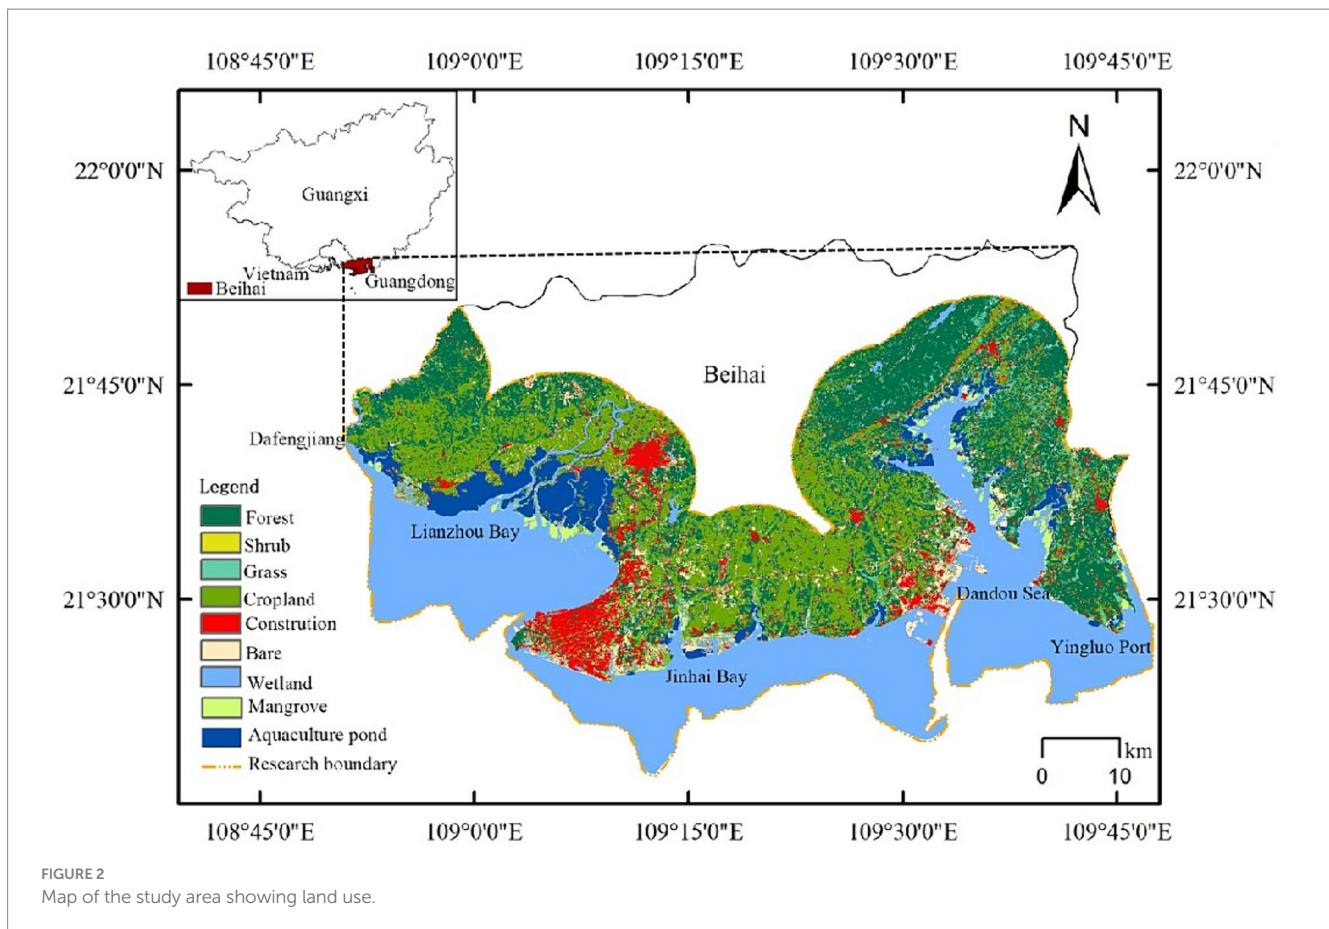 108°45'0"E 109°0'0"E 109°15'0"E 109°30'0"E 109°45'0"E
N
22°0'0"N 22°0'0"N
Guangxi
Vietnam
Guangdong
Beihai
Beihai
21°45'0"N 21°45'0"N
Dafengjiang
Lianzhou Bay
Legend
Forest
Shrub
Grass
Cropland
Constrution
Bare
Wetland
Mangrove
Aquaculture pond
Research boundary
21°30'0"N 21°30'0"N
Dandou Sea
Yingluo Port
Jinhai Bay
km
0 10
108°45'0"E 109°0'0"E 109°15'0"E 109°30'0"E 109°45'0"E
FIGURE 2
Map of the study area showing land use.